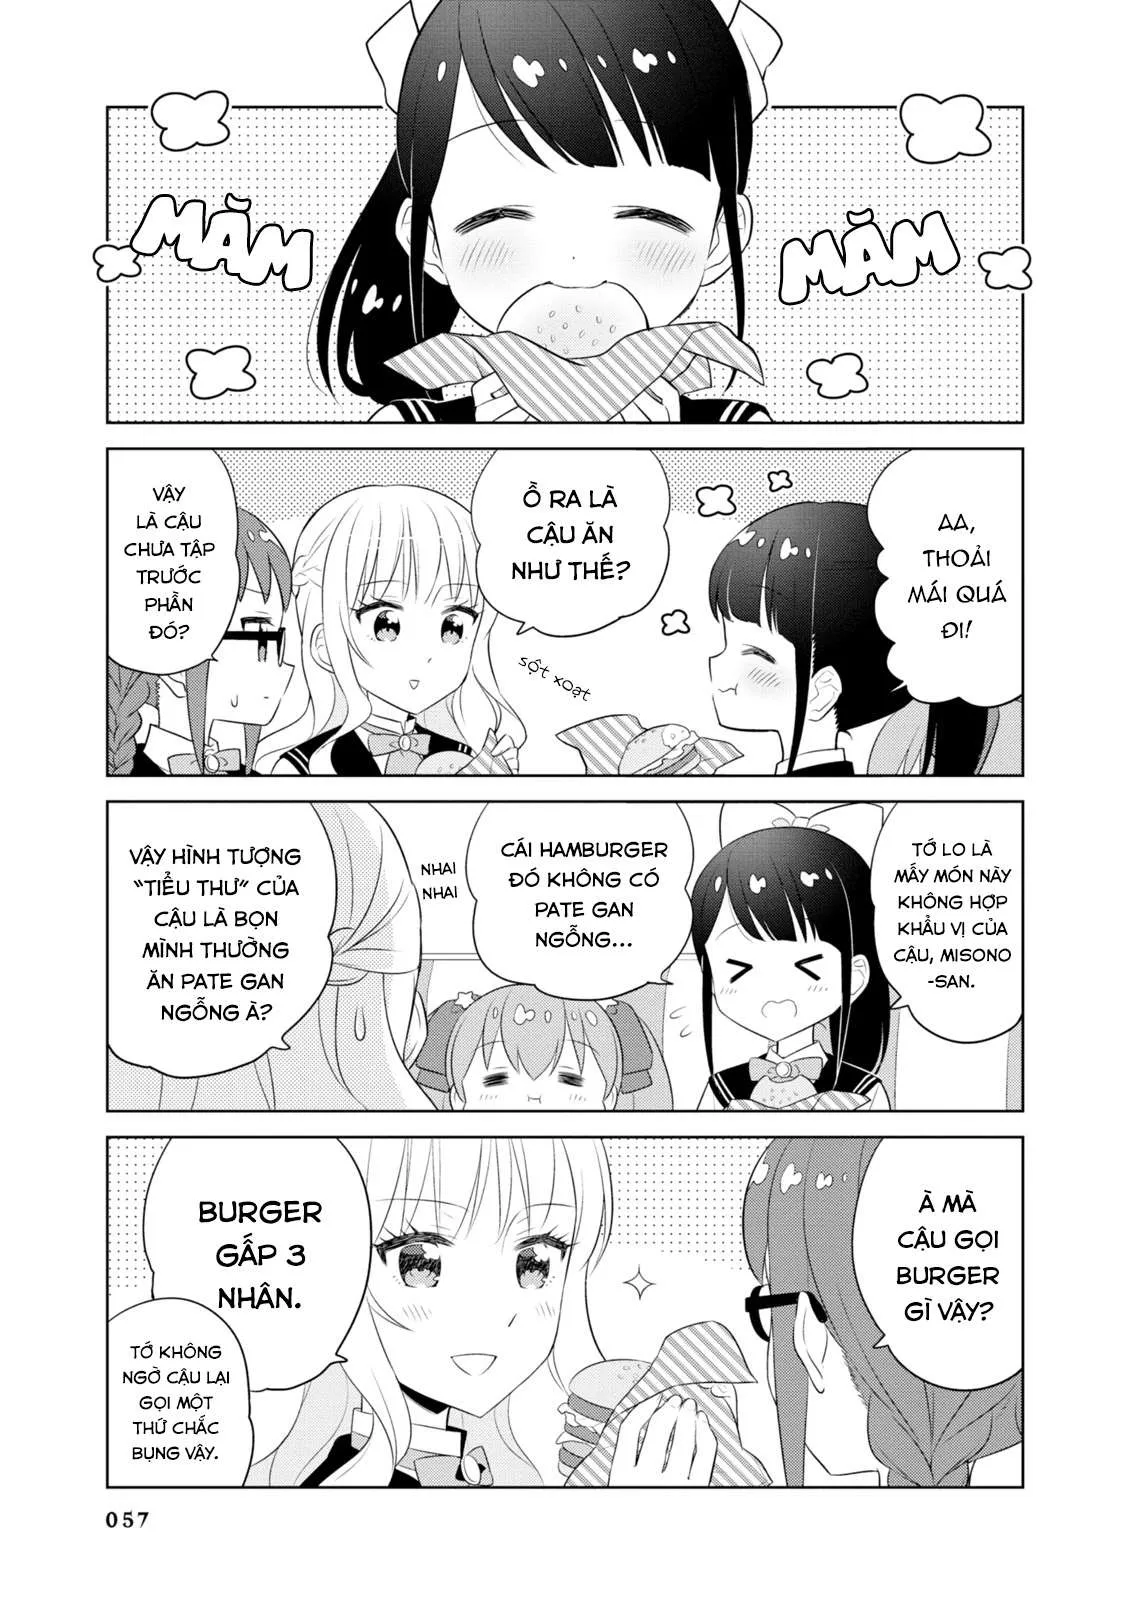 MĂM
MĂM
AA,
THOẢI
MÁI QUÁ
ĐI!
Ồ RA LÀ
CẬU ĂN
NHƯ THẾ?
sột xoạt
VẬY
LÀ CẬU
CHƯA TẬP
TRƯỚC
PHẦN
ĐÓ?
TỚ LO LÀ
MẤY MÓN NÀY
KHÔNG HỢP
KHẨU VỊ CỦA
CẬU, MISONO
-SAN.
CÁI HAMBURGER
ĐÓ KHÔNG CÓ
PATE GAN
NGỖNG...
NHAI
NHAI
VẬY HÌNH TƯỢNG
“TIỂU THƯ” CỦA
CẬU LÀ BỌN
MÌNH THƯỜNG
ĂN PATE GAN
NGỖNG À?
À MÀ
CẬU GỌI
BURGER
GÌ VẬY?
BURGER
GẤP 3
NHÂN.
TỚ KHÔNG
NGỜ CẬU LẠI
GỌI MỘT
THỨ CHẮC
BỤNG VẬY.
057